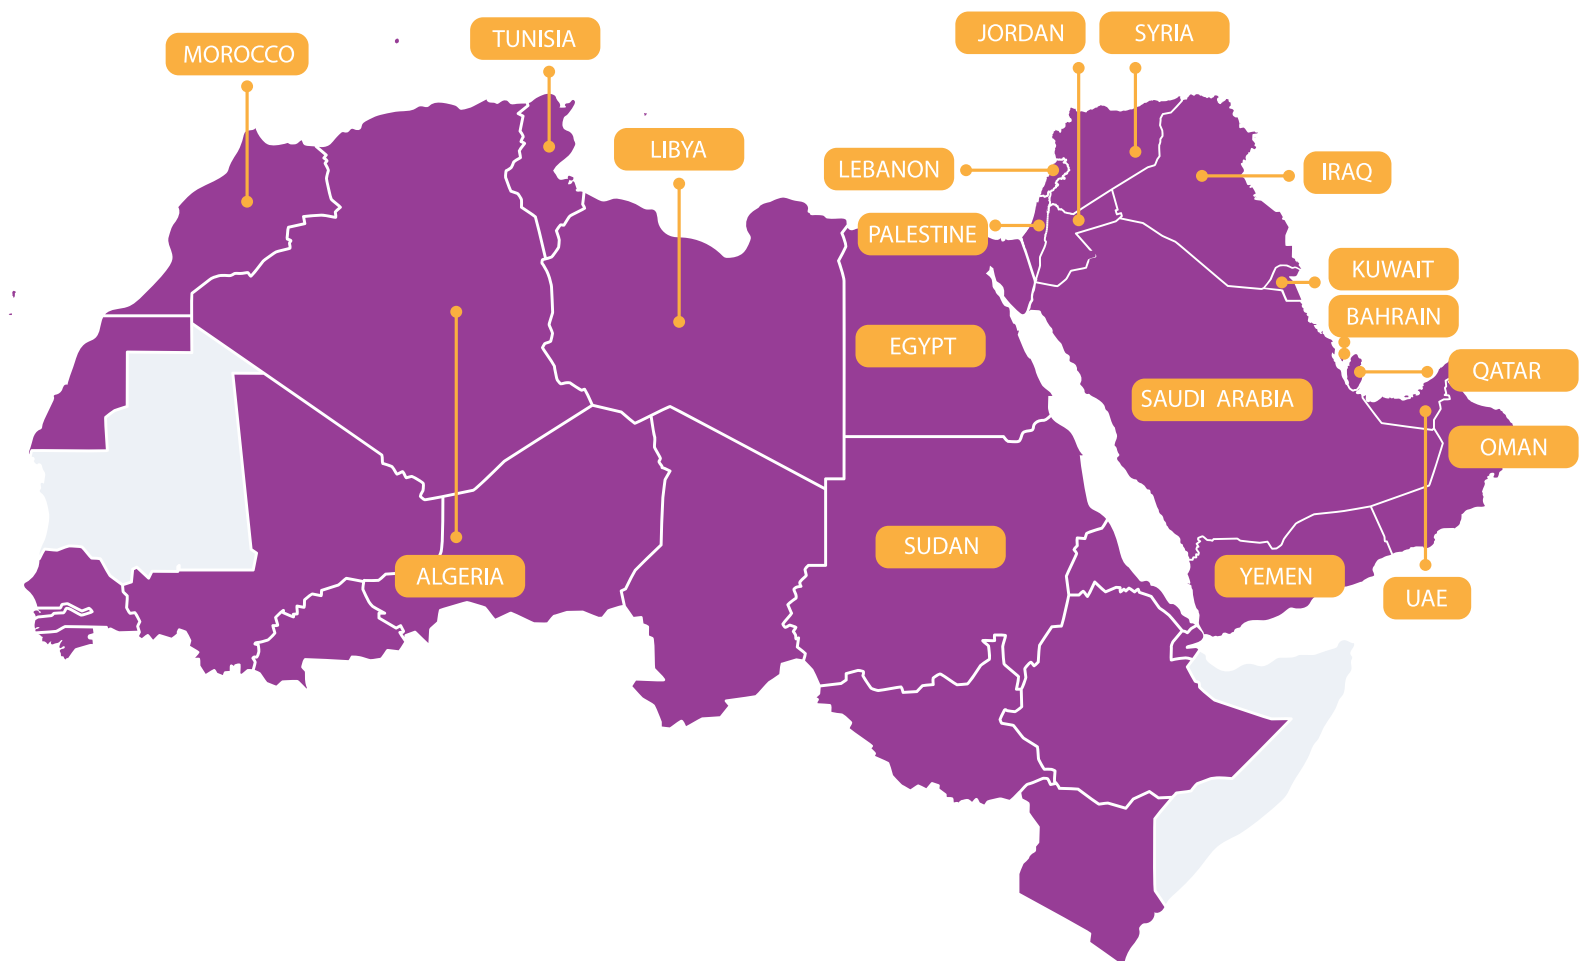 JORDAN
SYRIA
TUNISIA
MOROCCO
LIBYA
LEBANON
IRAQ
PALESTINE
KUWAIT
BAHRAIN
EGYPT
QATAR
SAUDI ARABIA
OMAN
SUDAN
ALGERIA
YEMEN
UAE